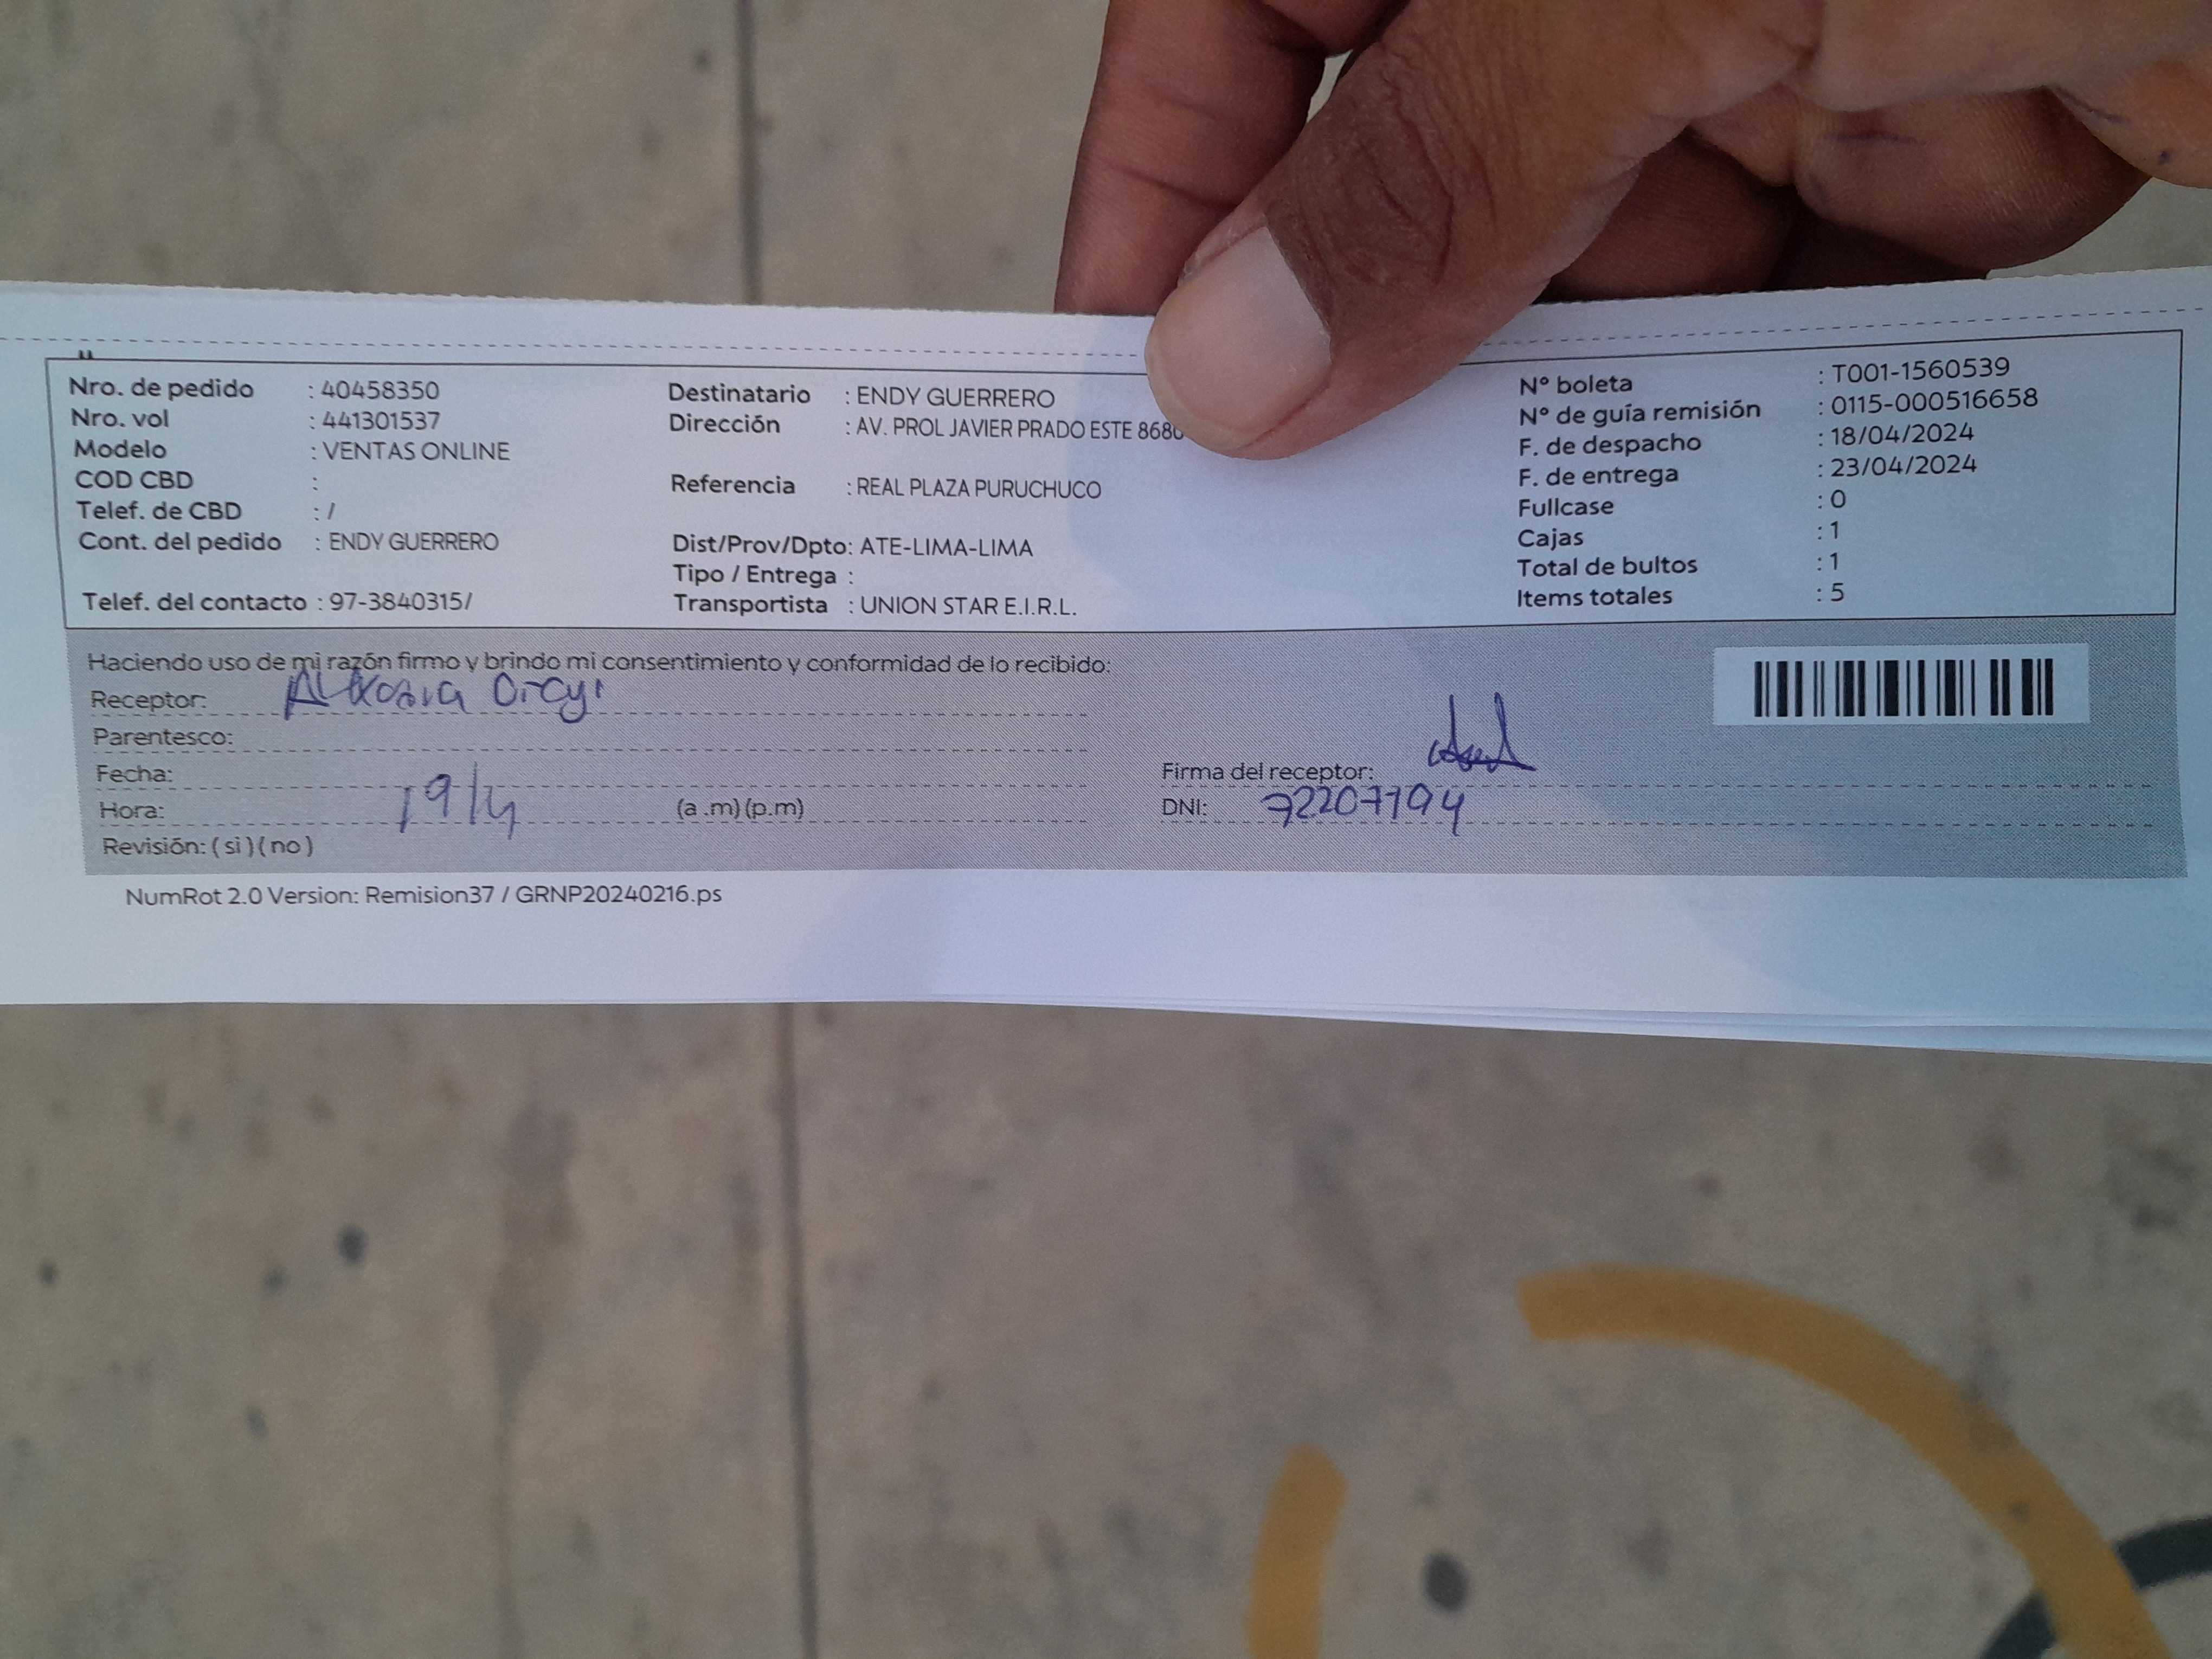 Nro. de pedido : 40458350
Nro. vol : 441301537
Modelo : VENTAS ONLINE
COD CBD :
Telef. de CBD : /
Cont. del pedido : ENDY GUERRERO
Telef. del contacto : 97-3840315/
Destinatario : ENDY GUERRERO
Dirección : AV. PROL JAVIER PRADO ESTE
Referencia : REAL PLAZA PURUCHUCO
Dist/Prov/Dpto: ATE-LIMA-LIMA
Tipo / Entrega :
Transportista : UNION STAR E.I.R.L.
N° boleta : T001-1560539
N° de guía remisión : 0115-000516658
F. de despacho : 18/04/2024
F. de entrega : 23/04/2024
Fullcase : 0
Cajas : 1
Total de bultos : 1
Items totales : 5
Haciendo uso de mi razón firmo y brindo mi consentimiento y conformidad de lo recibido:
Receptor:
Parentesco:
Fecha:
Hora: 19/4 (a .m) (p.m)
Revisión: ( si ) ( no )
Firma del receptor:
DNI: 72207194
NumRot 2.0 Version: Remision37 / GRNP20240216.ps